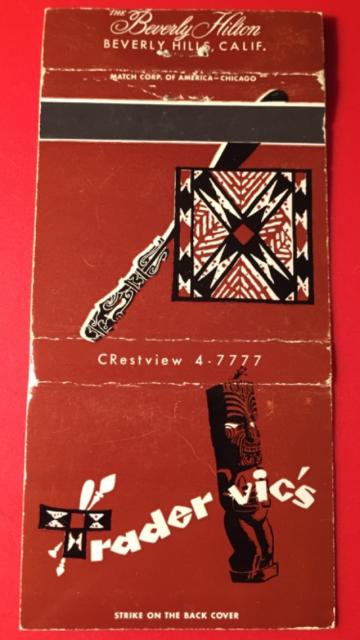 THE
Beverly Hilton
BEVERLY HILLS, CALIF.
MATCH CORP. OF AMERICA—CHICAGO
CRestview 4-7777
Trader Vic's
STRIKE ON THE BACK COVER